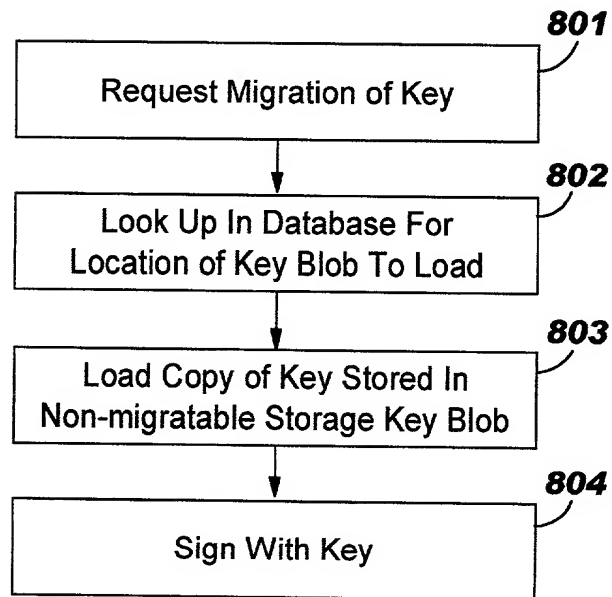 801
Request Migration of Key
802
Look Up In Database For
Location of Key Blob To Load
803
Load Copy of Key Stored In
Non-migratable Storage Key Blob
804
Sign With Key